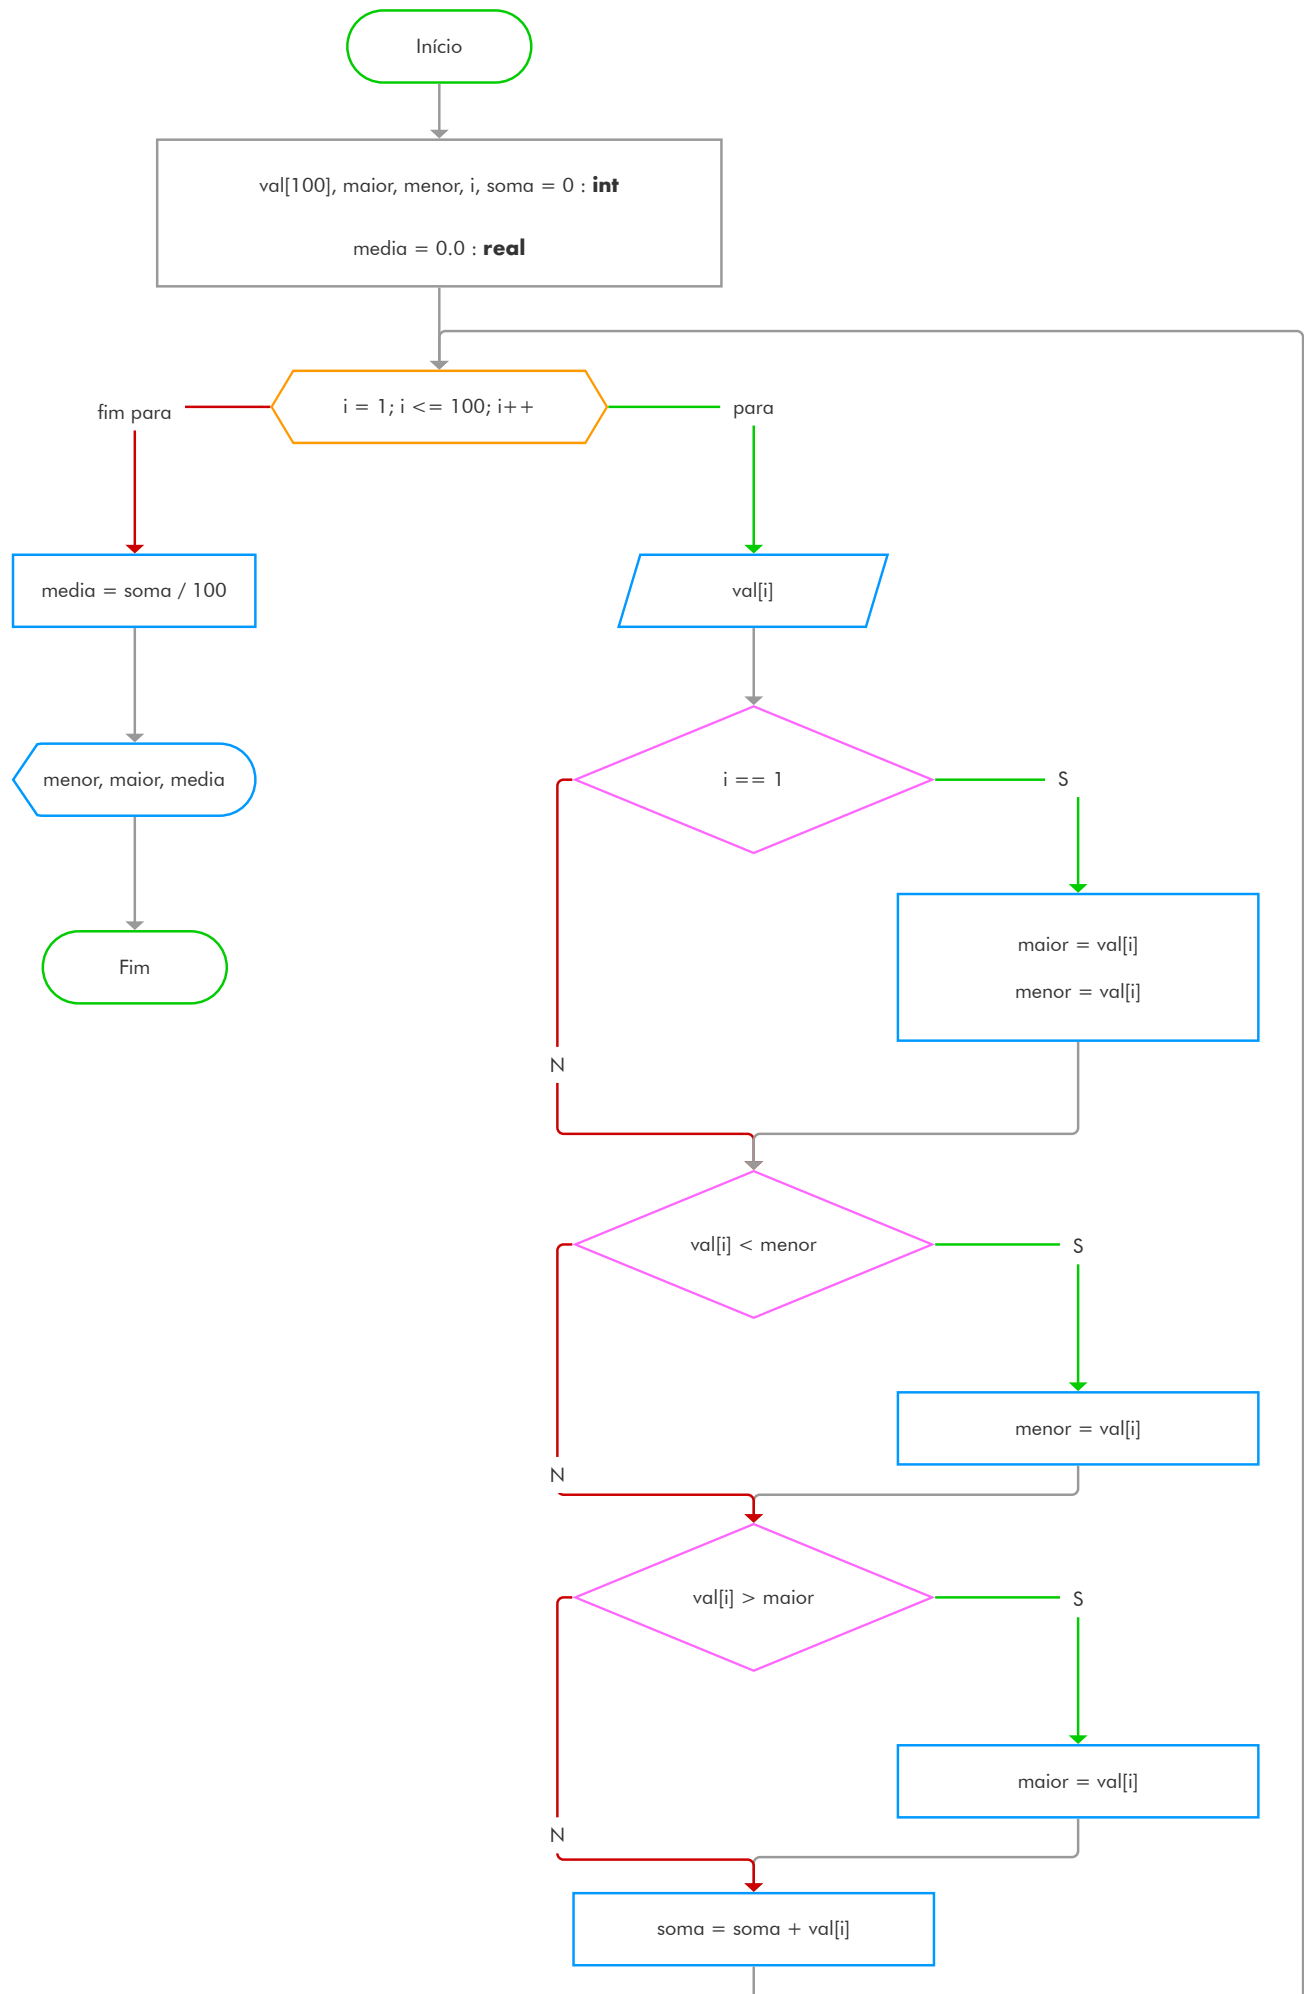 Início
val[100], maior, menor, i, soma = 0 : int
media = 0.0 : real
i = 1; i <= 100; i++
fim para
para
media = soma / 100
val[i]
menor, maior, media
i == 1
S
Fim
maior = val[i]
menor = val[i]
N
val[i] < menor
S
menor = val[i]
N
val[i] > maior
S
maior = val[i]
N
soma = soma + val[i]